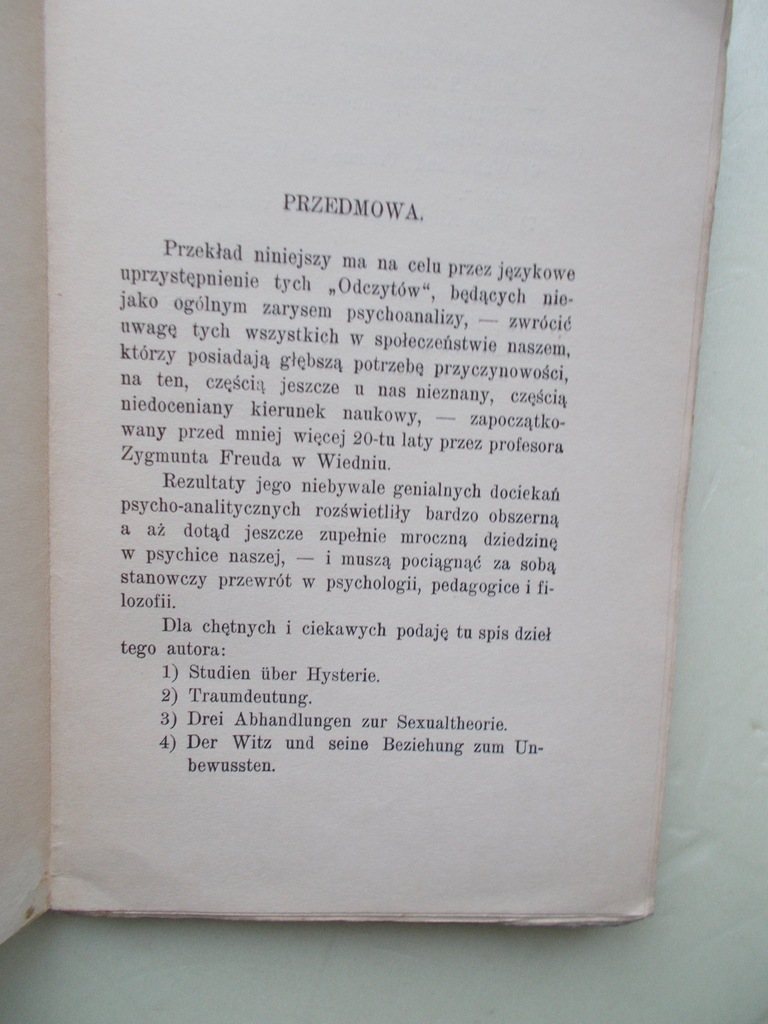 PRZEDMOWA.
Przekład niniejszy ma na celu przez językowe
uprzystępnienie tych „Odczytów“, będących nie-
jako ogólnym zarysem psychoanalizy, — zwrócić
uwagę tych wszystkich w społeczeństwie naszem,
którzy posiadają głębszą potrzebę przyczynowości,
na ten, częścią jeszcze u nas nieznany, częścią
niedoceniany kierunek naukowy, — zapoczątko-
wany przed mniej więcej 20-tu laty przez profesora
Zygmunta Freuda w Wiedniu.
Rezultaty jego niebywale genialnych dociekań
psycho-analitycznych rozświetliły bardzo obszerną
a aż dotąd jeszcze zupełnie mroczną dziedzinę
w psychice naszej, — i muszą pociągnąć za sobą
stanowczy przewrót w psychologii, pedagogice i fi-
lozofii.
Dla chętnych i ciekawych podaję tu spis dzieł
tego autora:
1) Studien über Hysterie.
2) Traumdeutung.
3) Drei Abhandlungen zur Sexualtheorie.
4) Der Witz und seine Beziehung zum Un-
bewussten.